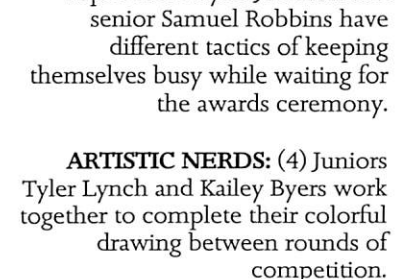 senior Samuel Robbins have
different tactics of keeping
themselves busy while waiting for
the awards ceremony.
ARTISTIC NERDS: (4) Juniors
Tyler Lynch and Kailey Byers work
together to complete their colorful
drawing between rounds of
competition.